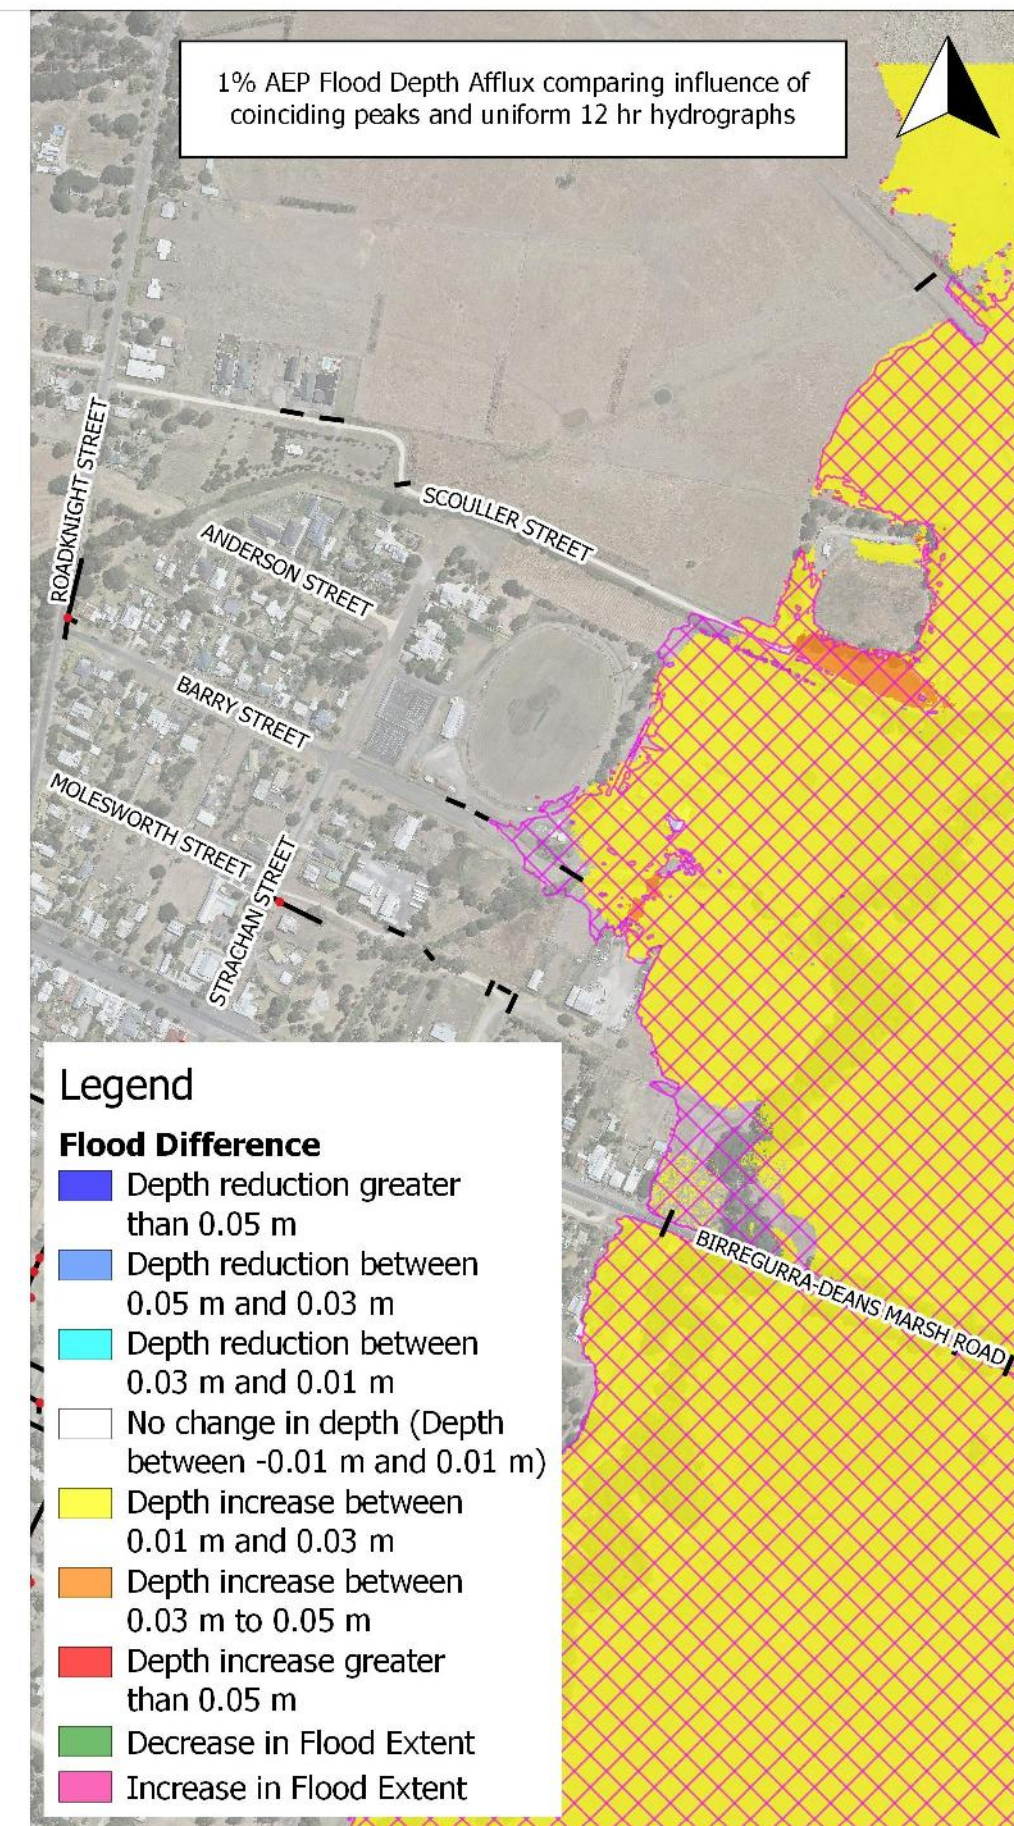 1% AEP Flood Depth Afflux comparing influence of
coinciding peaks and uniform 12 hr hydrographs
ROADKNIGHT STREET
SCOULLER STREET
ANDERSON STREET
BARRY STREET
MOLESWORTH STREET
STRACHAN STREET
BIRREGURRA-DEANS MARSH ROAD
Legend
Flood Difference
Depth reduction greater
than 0.05 m
Depth reduction between
0.05 m and 0.03 m
Depth reduction between
0.03 m and 0.01 m
No change in depth (Depth
between -0.01 m and 0.01 m)
Depth increase between
0.01 m and 0.03 m
Depth increase between
0.03 m to 0.05 m
Depth increase greater
than 0.05 m
Decrease in Flood Extent
Increase in Flood Extent